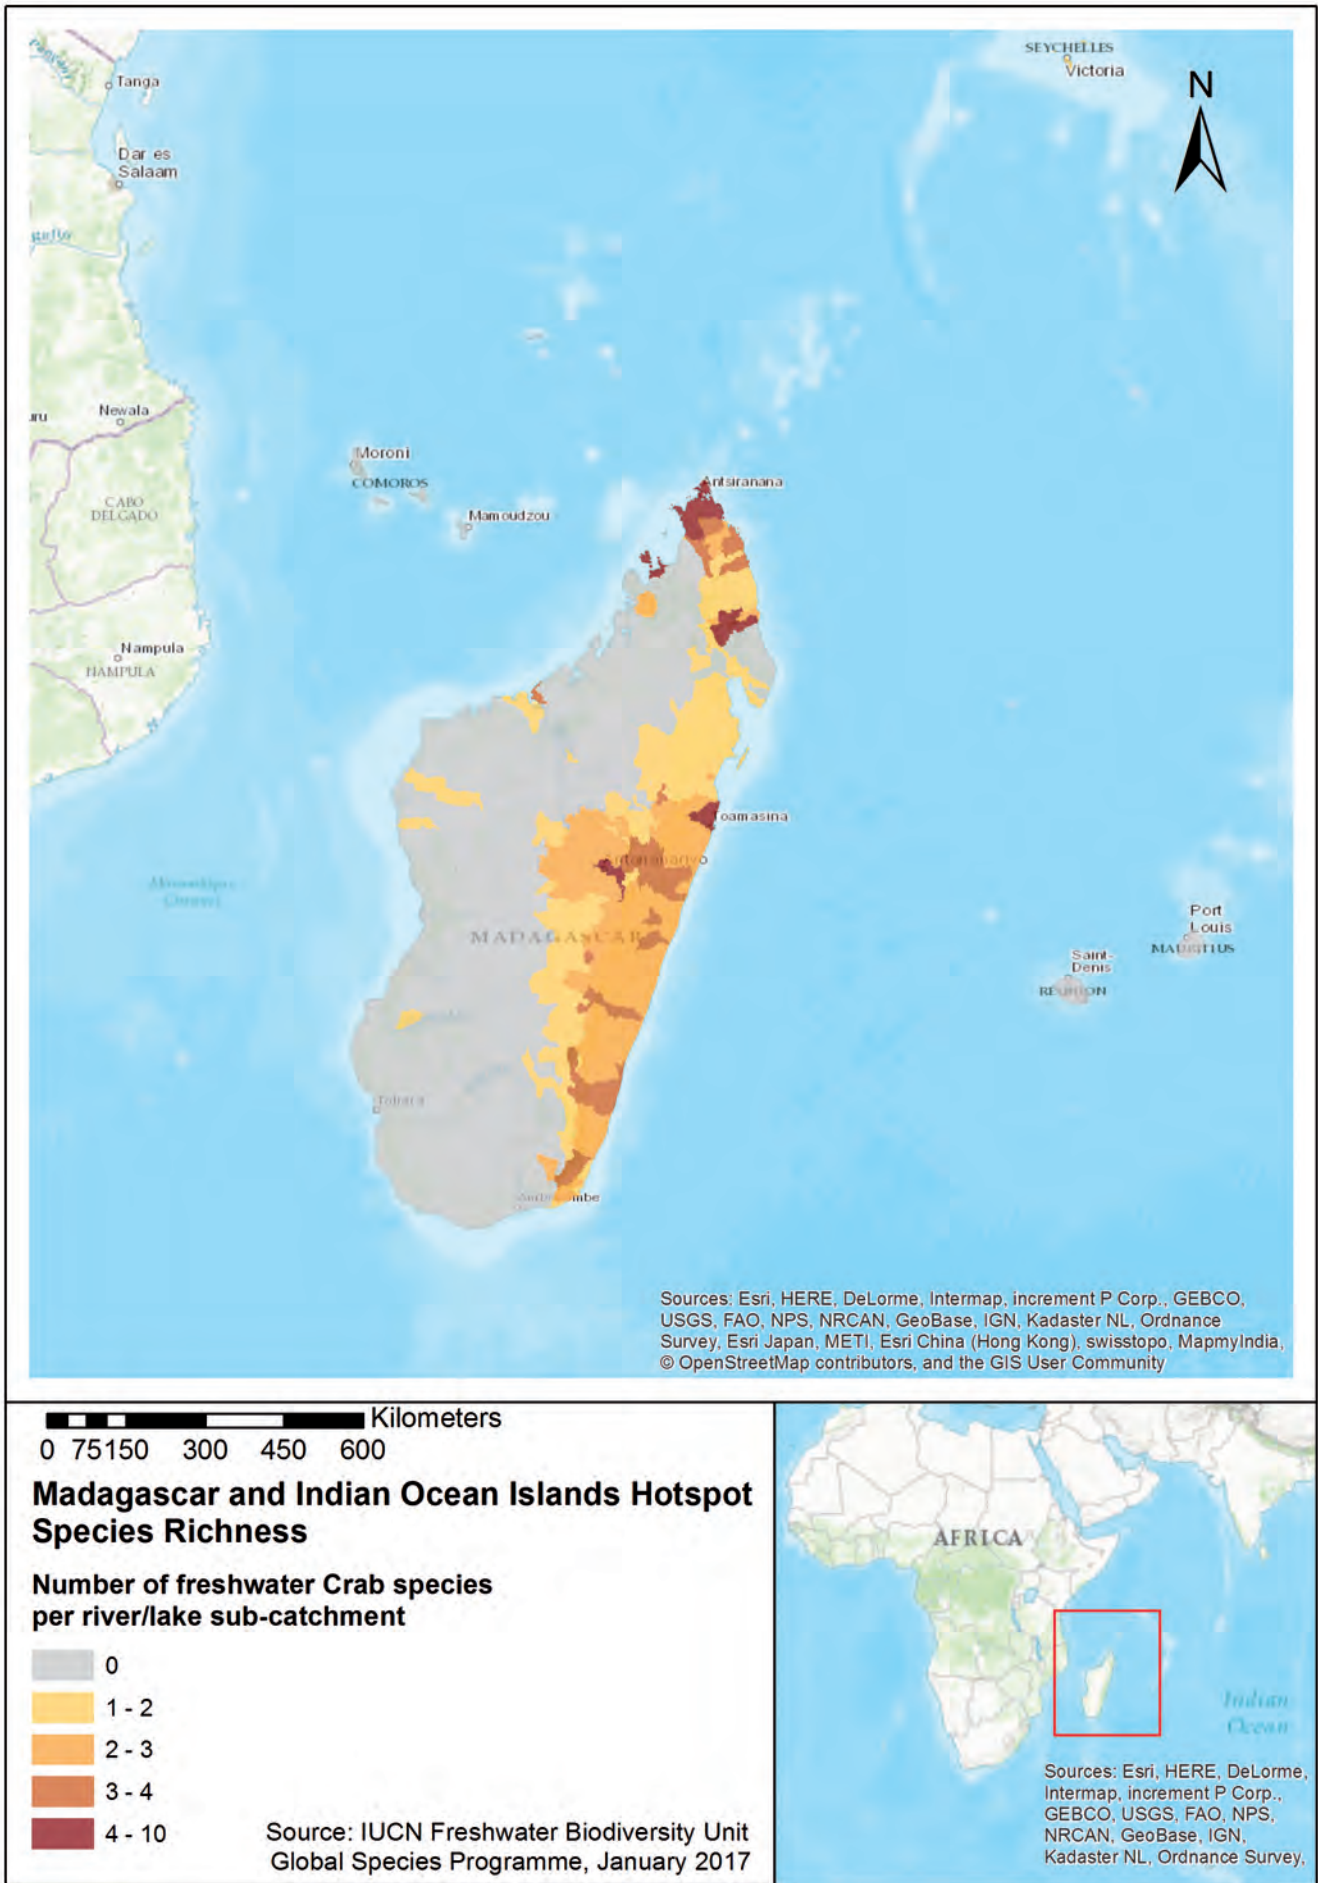 SEYCHELLES
Victoria
N
Tanga
Dar es
Salaam
Newala
Moroni
COMOROS
Antsiranana
CABO
DELGADO
Mamoudzou
Nampula
NAMPULA
Toamasina
Antananarivo
MADAGASCAR
Port
Louis
MAURITIUS
Saint-
Denis
REUNION
Toliara
Sources: Esri, HERE, DeLorme, Intermap, increment P Corp., GEBCO,
USGS, FAO, NPS, NRCAN, GeoBase, IGN, Kadaster NL, Ordnance
Survey, Esri Japan, METI, Esri China (Hong Kong), swisstopo, MapmyIndia,
© OpenStreetMap contributors, and the GIS User Community
Kilometers
0 75 150 300 450 600
Madagascar and Indian Ocean Islands Hotspot
Species Richness
Number of freshwater Crab species
per river/lake sub-catchment
0
1 - 2
2 - 3
3 - 4
4 - 10
Source: IUCN Freshwater Biodiversity Unit
Global Species Programme, January 2017
AFRICA
Indian
Ocean
Sources: Esri, HERE, DeLorme,
Intermap, increment P Corp.,
GEBCO, USGS, FAO, NPS,
NRCAN, GeoBase, IGN,
Kadaster NL, Ordnance Survey,